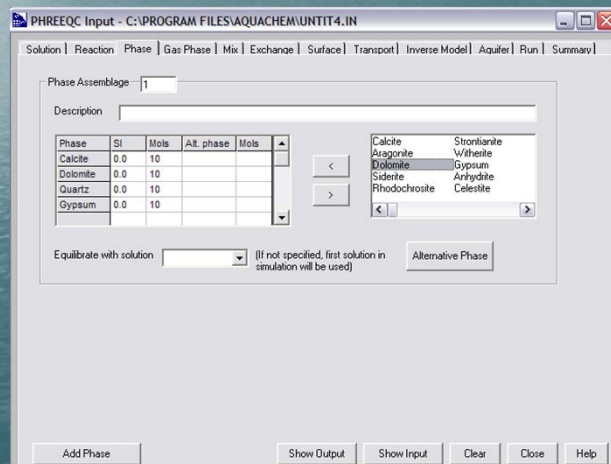 PHREEQC Input - C:\PROGRAM FILES\AQUACHEM\UNTIT4.IN
Solution | Reaction | Phase | Gas Phase | Mix | Exchange | Surface | Transport | Inverse Model | Aquifer | Run | Summary |
Phase Assemblage 1
Description
Phase SI Mols Alt. phase Mols
Calcite 0.0 10
Dolomite 0.0 10
Quartz 0.0 10
Gypsum 0.0 10
<
>
Calcite Strontianite
Aragonite Witherite
Dolomite Gypsum
Siderite Anhydrite
Rhodochrosite Celestite
Equilibrate with solution
(If not specified, first solution in
simulation will be used)
Alternative Phase
Add Phase Show Output Show Input Clear Close Help